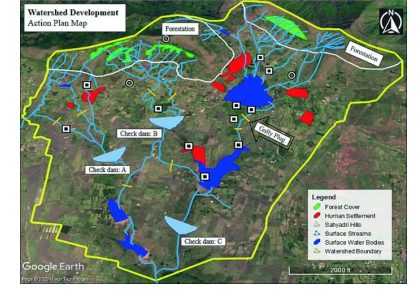 Watershed Development
Action Plan Map
Forestation
Forestation
N
Check dam: B
Gully Plug
Check dam: A
Check dam: C
Legend
Forest Cover
Human Settlement
Sahyadri Hills
Surface Streams
Surface Water Bodies
Watershed Boundary
Google Earth
2000 ft